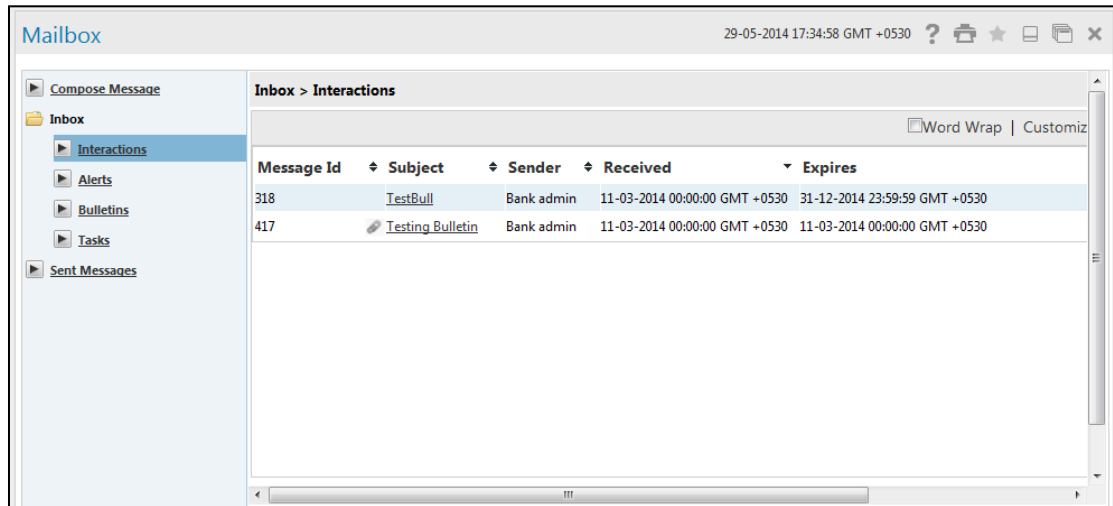 Mailbox
29-05-2014 17:34:58 GMT +0530 ?
Compose Message
Inbox
Interactions
Alerts
Bulletins
Tasks
Sent Messages
Inbox > Interactions
Word Wrap | Customiz
Message Id Subject Sender Received Expires
318 TestBull Bank admin 11-03-2014 00:00:00 GMT +0530 31-12-2014 23:59:59 GMT +0530
417 Testing Bulletin Bank admin 11-03-2014 00:00:00 GMT +0530 11-03-2014 00:00:00 GMT +0530